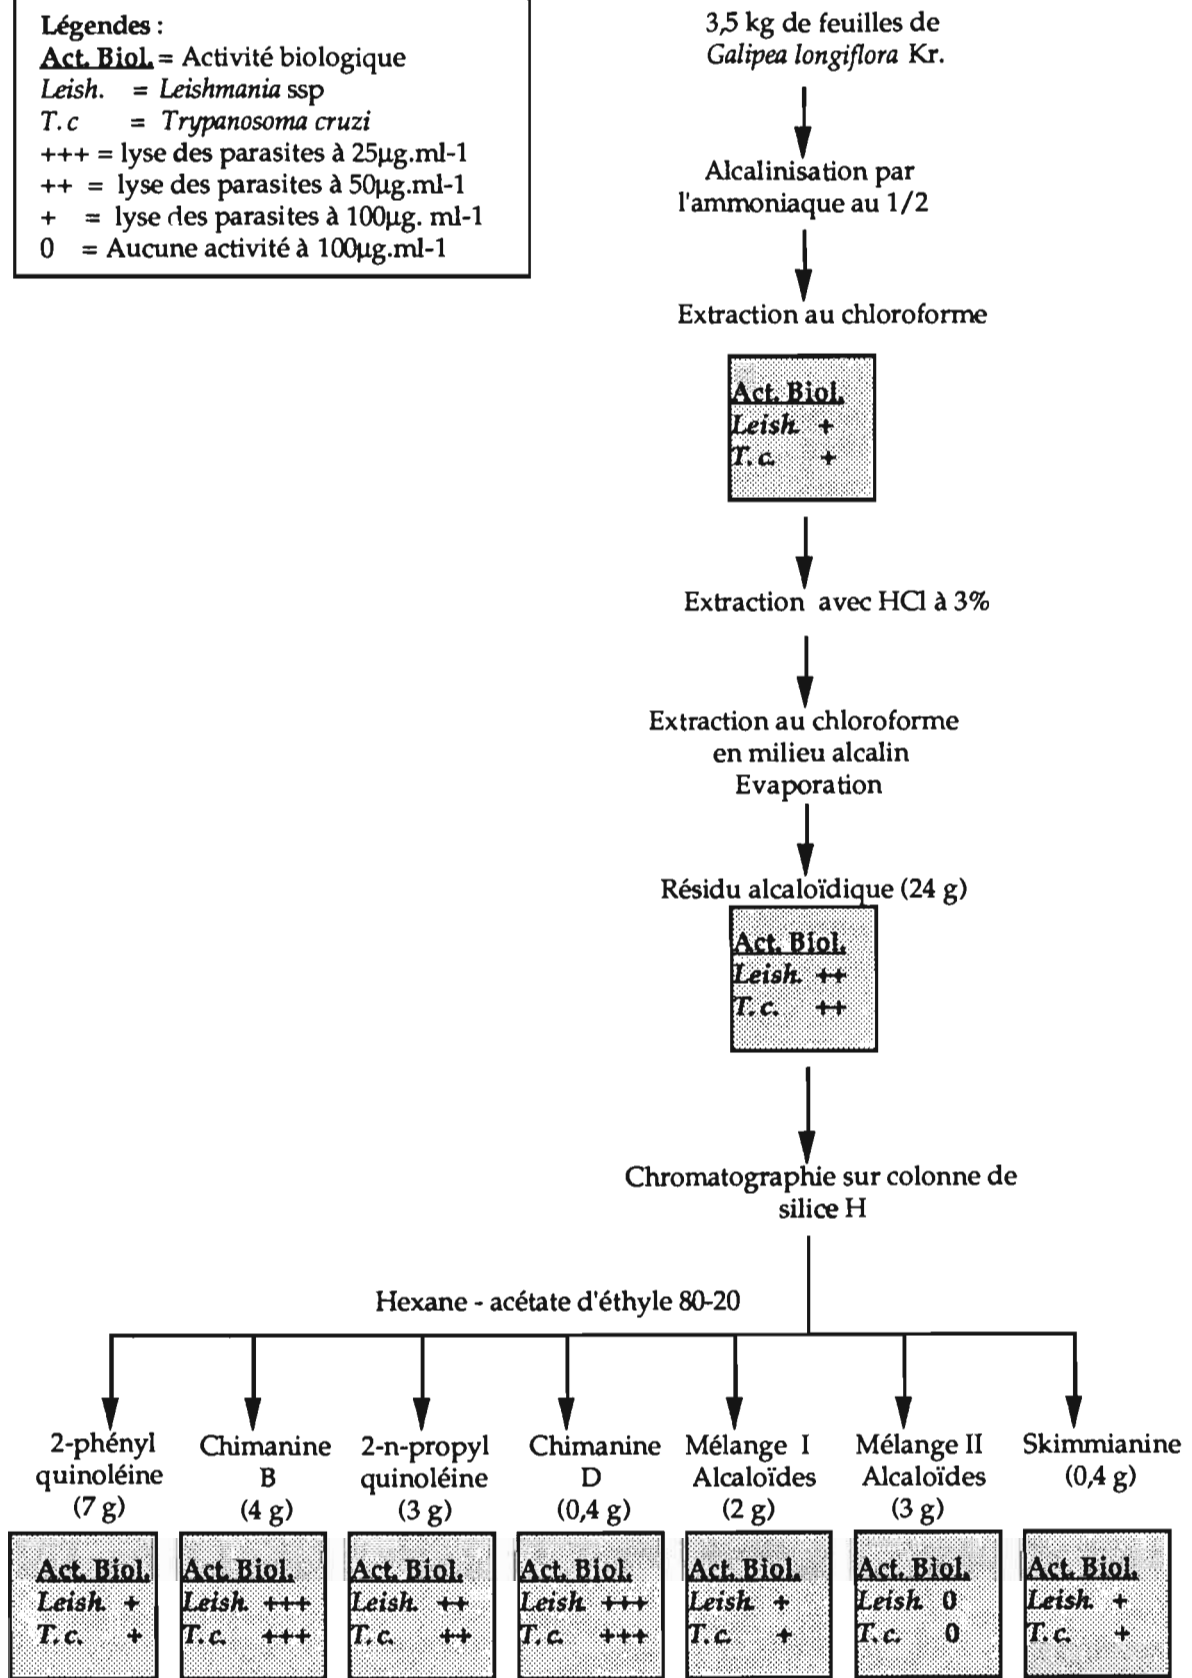 Légendes :
Act. Biol. = Activité biologique
Leish. = Leishmania ssp
T. c = Trypanosoma cruzi
+++ = lyse des parasites à 25µg.ml-1
++ = lyse des parasites à 50µg.ml-1
+ = lyse des parasites à 100µg. ml-1
0 = Aucune activité à 100µg.ml-1
3,5 kg de feuilles de
Galipea longiflora Kr.
Alcalinisation par
l'ammoniaque au 1/2
Extraction au chloroforme
Act. Biol.
Leish. +
T. c. +
Extraction avec HCl à 3%
Extraction au chloroforme
en milieu alcalin
Evaporation
Résidu alcaloïdique (24 g)
Act. Biol.
Leish. ++
T. c. ++
Chromatographie sur colonne de
silice H
Hexane - acétate d'éthyle 80-20
2-phényl
quinoléine
(7 g)
Act. Biol.
Leish. +
T. c. +
Chimanine
B
(4 g)
Act. Biol.
Leish. +++
T. c. +++
2-n-propyl
quinoléine
(3 g)
Act. Biol.
Leish. ++
T. c. ++
Chimanine
D
(0,4 g)
Act. Biol.
Leish. +++
T. c. +++
Mélange I
Alcaloïdes
(2 g)
Act. Biol.
Leish. +
T. c. +
Mélange II
Alcaloïdes
(3 g)
Act. Biol.
Leish. 0
T. c. 0
Skimmianine
(0,4 g)
Act. Biol.
Leish. +
T. c. +